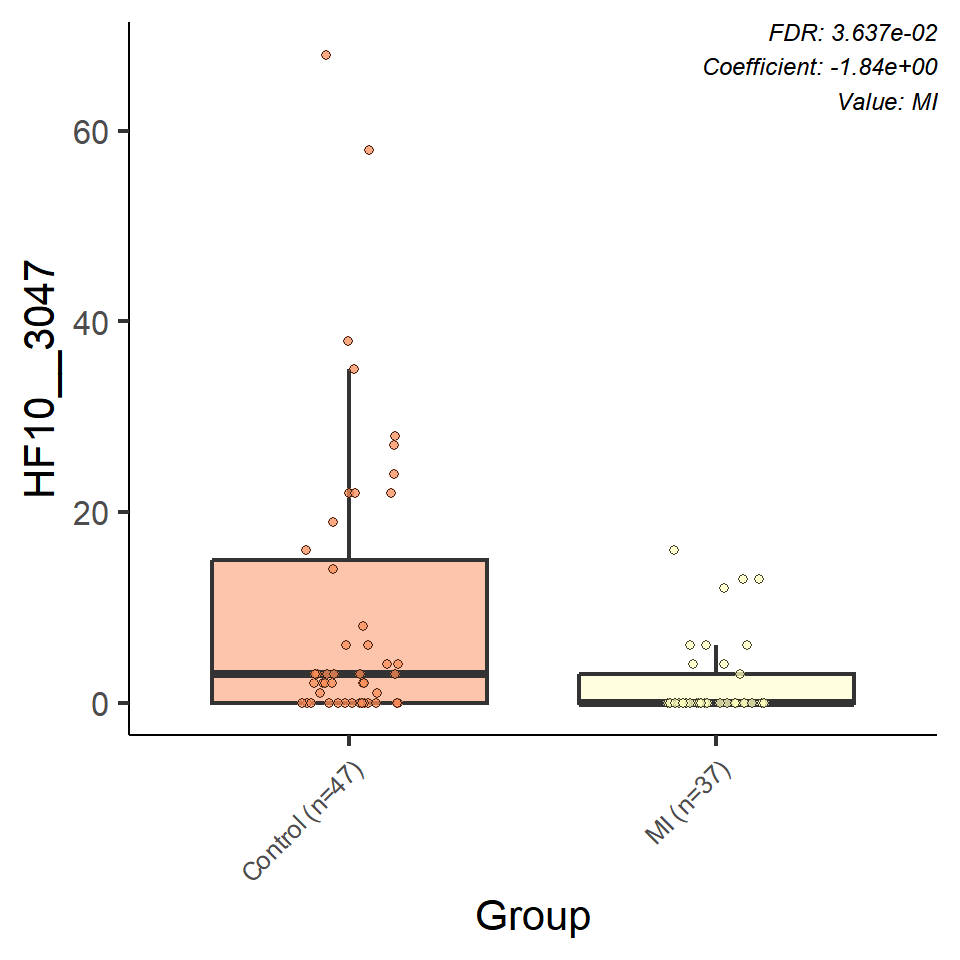 FDR: 3.637e-02
Coefficient: -1.84e+00
Value: MI
HF10__3047
60
40
20
0
Control (n=47)
MI (n=37)
Group